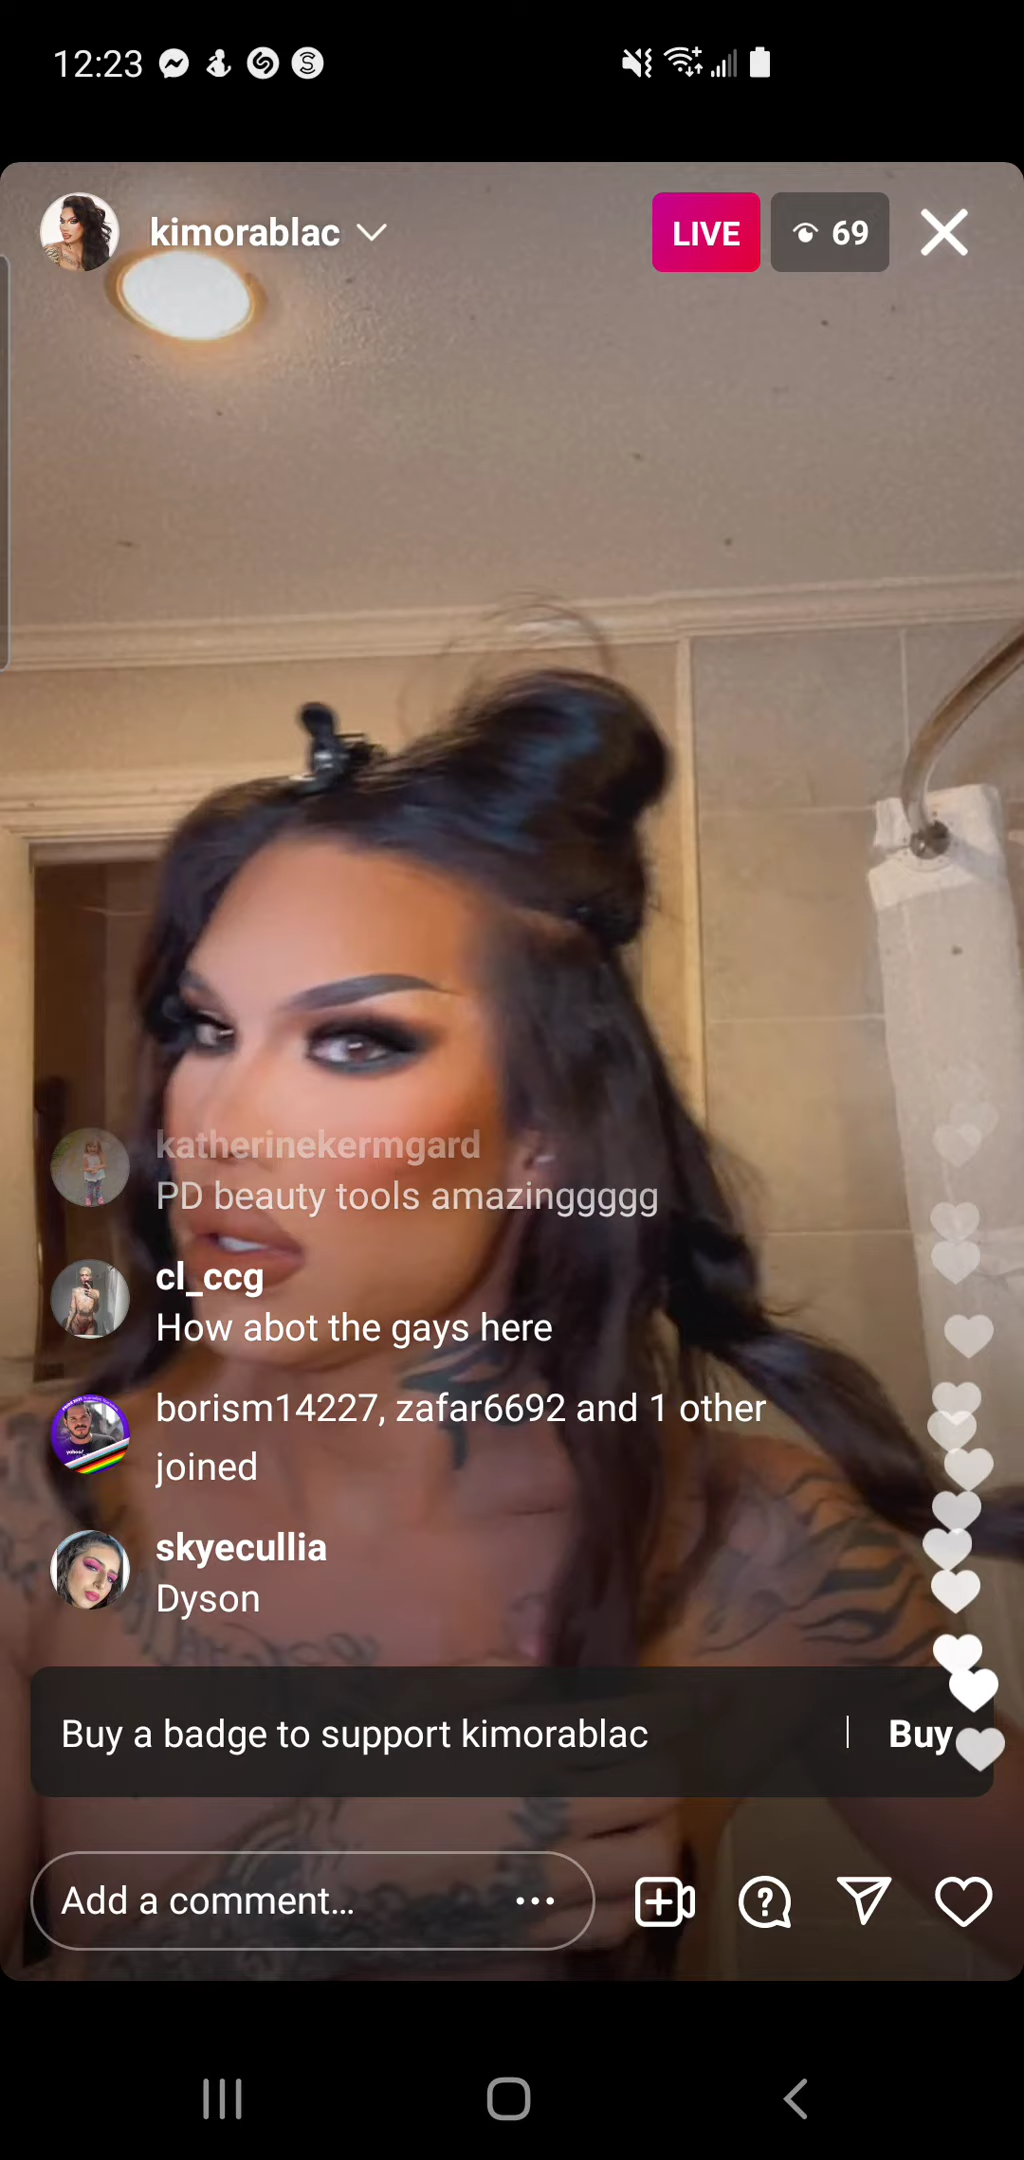 12:23
kimorablac
LIVE
69
katherinekermgard
PD beauty tools amazinggggg
cl_ccg
How abot the gays here
borism14227, zafar6692 and 1 other
joined
skyecullia
Dyson
Buy a badge to support kimorablac
Buy
Add a comment...